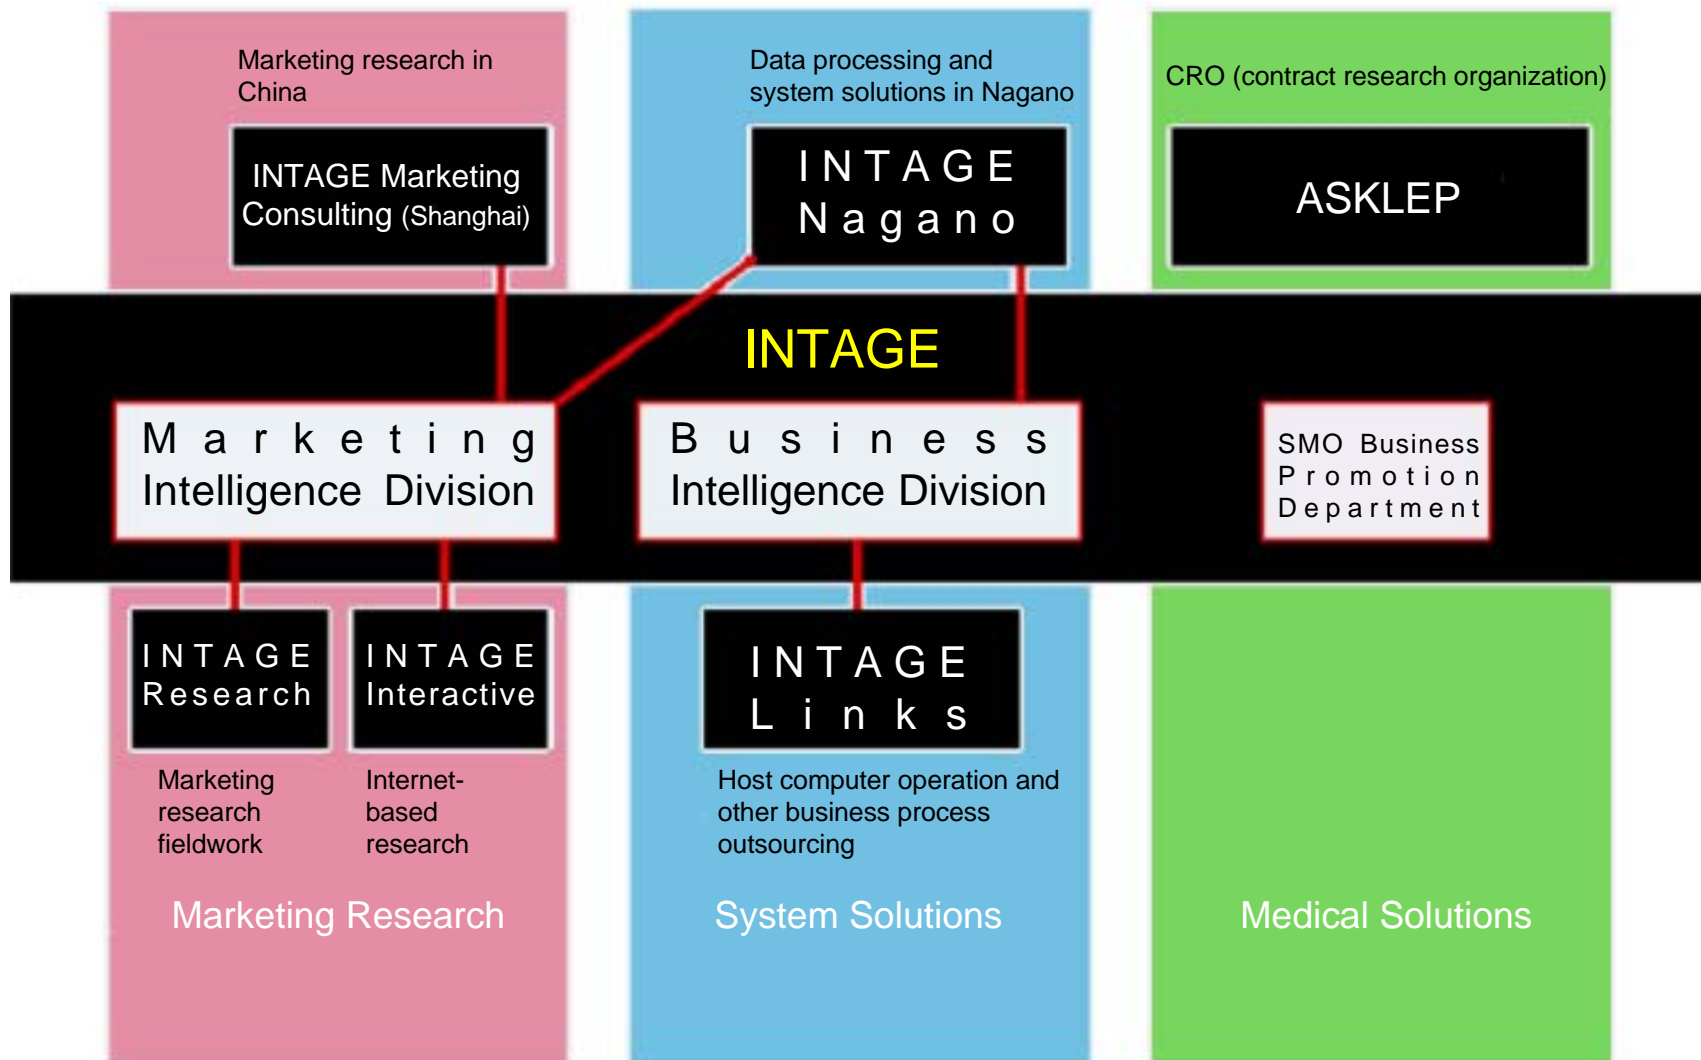 Marketing research in
China
INTAGE Marketing
Consulting (Shanghai)
Data processing and
system solutions in Nagano
INTAGE
Nagano
CRO (contract research organization)
ASKLEP
INTAGE
Marketing
Intelligence Division
Business
Intelligence Division
SMO Business
Promotion
Department
INTAGE
Research
INTAGE
Interactive
INTAGE
Links
Marketing
research
fieldwork
Internet-
based
research
Host computer operation and
other business process
outsourcing
Marketing Research
System Solutions
Medical Solutions